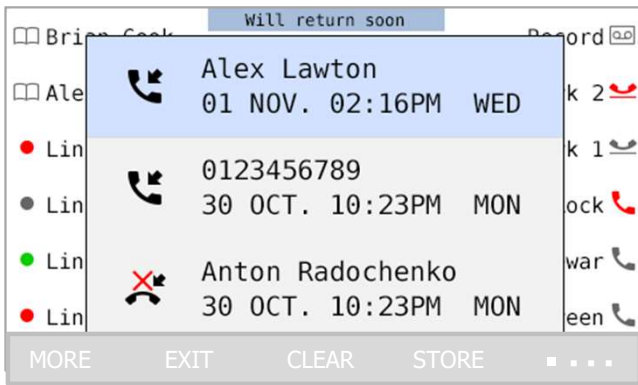 Will return soon
Brian Cook
Record
Alex Lawton
01 NOV. 02:16PM WED
Ale
k 2
Lin
k 1
0123456789
30 OCT. 10:23PM MON
Lin
ock
Lin
war
Anton Radochenko
30 OCT. 10:23PM MON
Lin
een
MORE EXIT CLEAR STORE